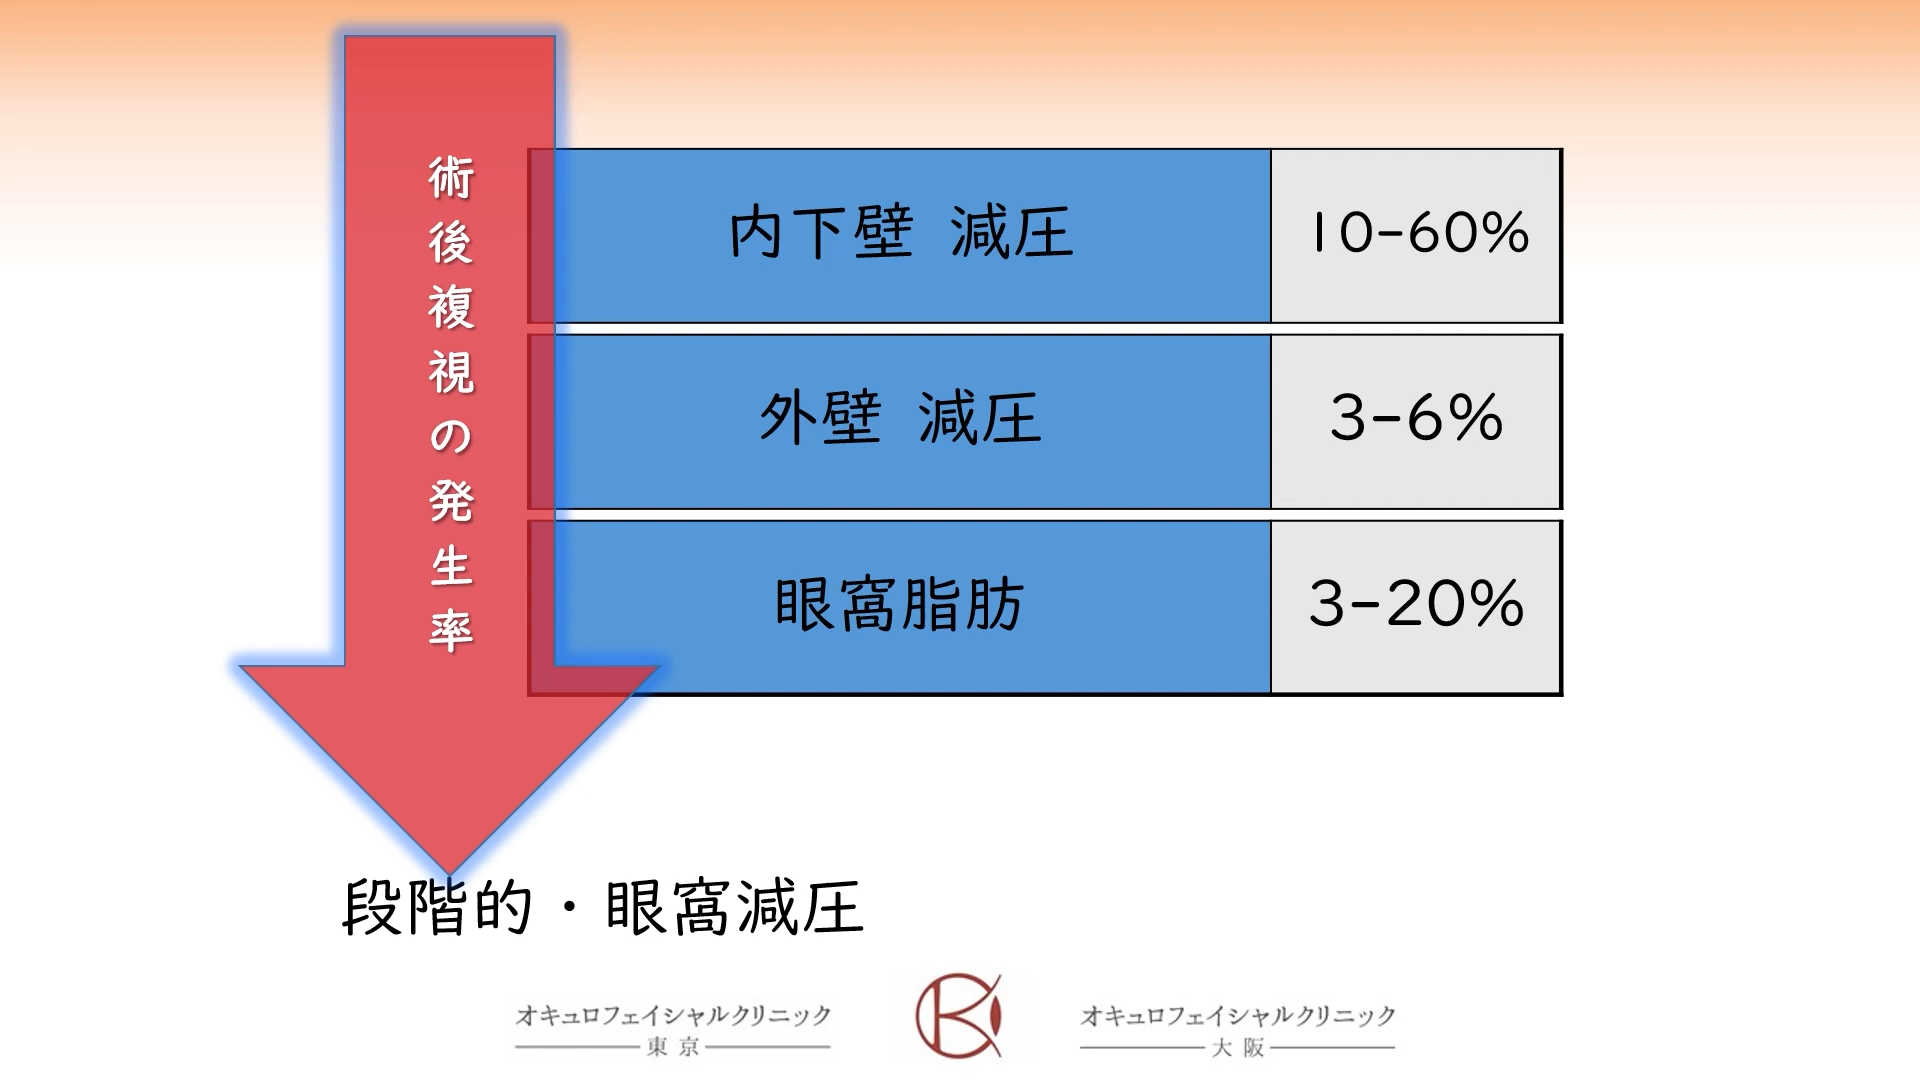 術後複視の発生率
内下壁 減圧 10-60%
外壁 減圧 3-6%
眼窩脂肪 3-20%
段階的・眼窩減圧
オキュロフェイシャルクリニック
東京
オキュロフェイシャルクリニック
大阪